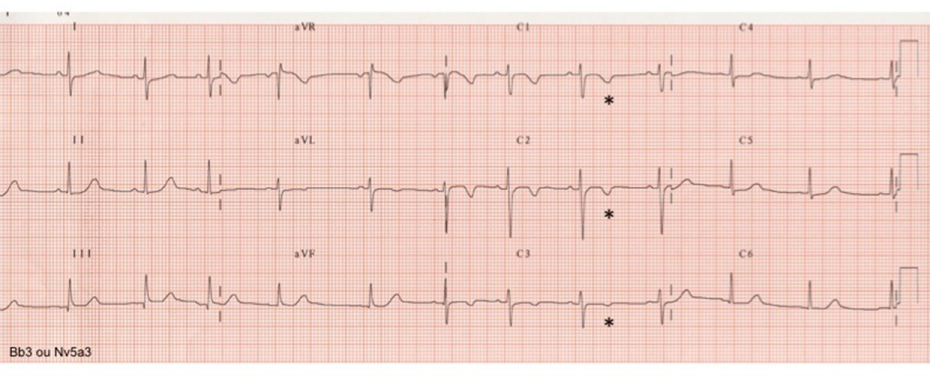 I aVR C1 C4
*
II aVL C2 C5
*
III aVF C3 C6
*
Bb3 ou Nv5a3